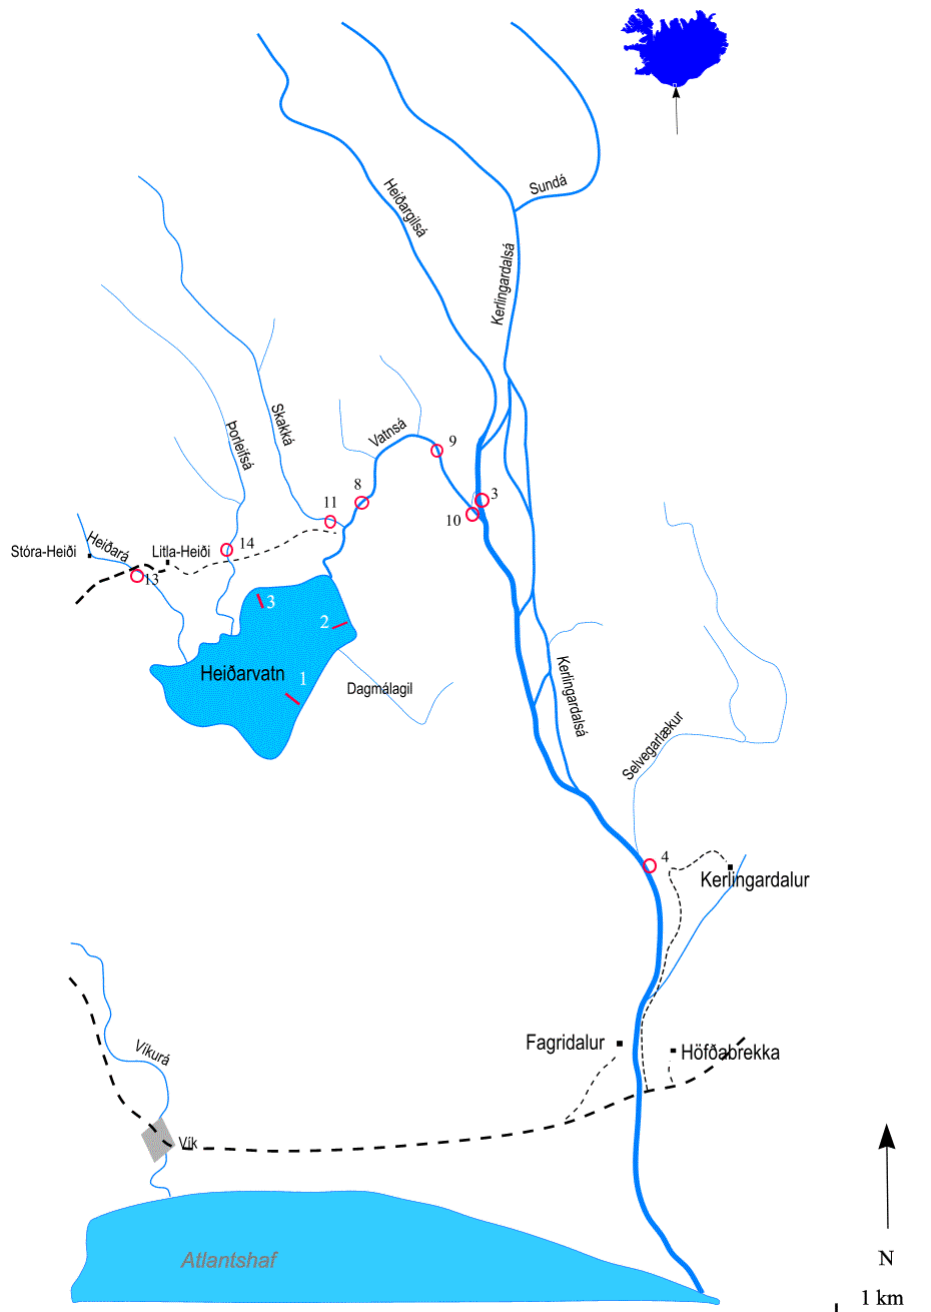 Sundá
Heiðargilsá
Kerlingardalsá
Skakká
Þorleifsá
Vatnsá
9
8
3
11
10
Heiðará
Stóra-Heiði
Litla-Heiði
14
13
3
2
Heiðarvatn
1
Dagmálagil
Kerlingardalsá
Selvegarlækur
4
Kerlingardalur
Fagridalur
Höfðabrekka
Víkurá
Vík
Atlantshaf
N
1 km